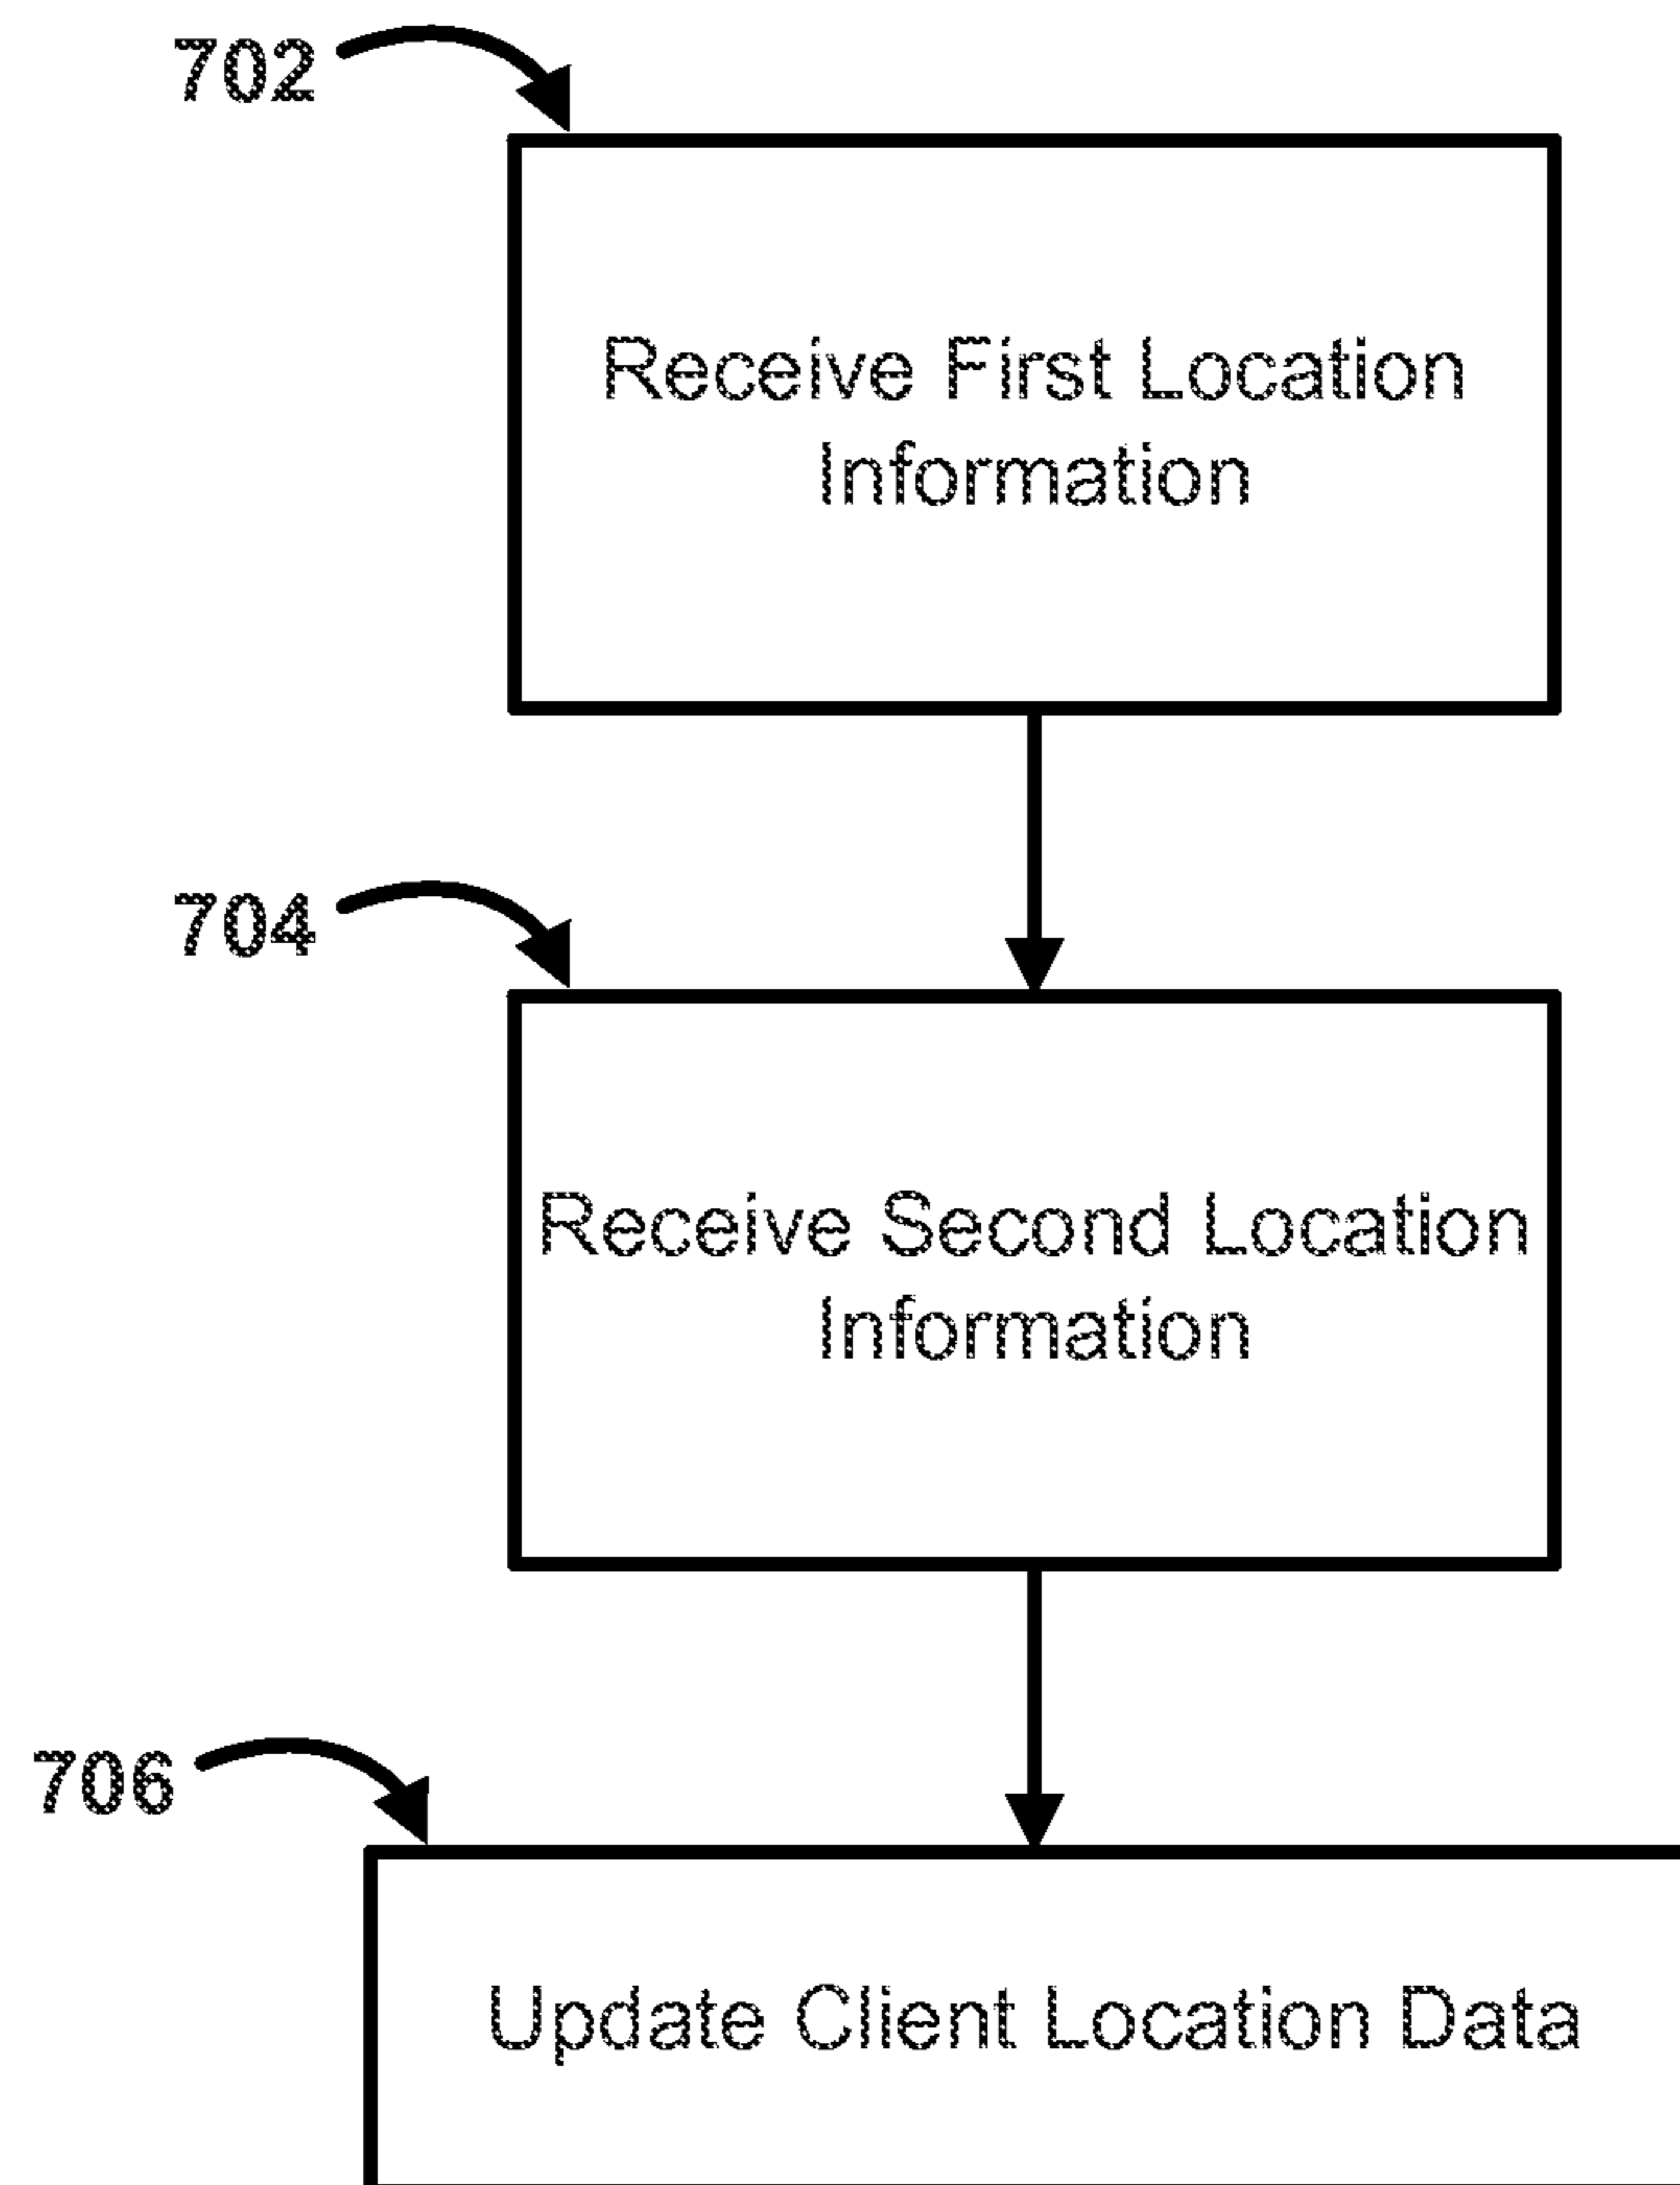 702
Receive First Location
Information
704
Receive Second Location
Information
706
Update Client Location Data